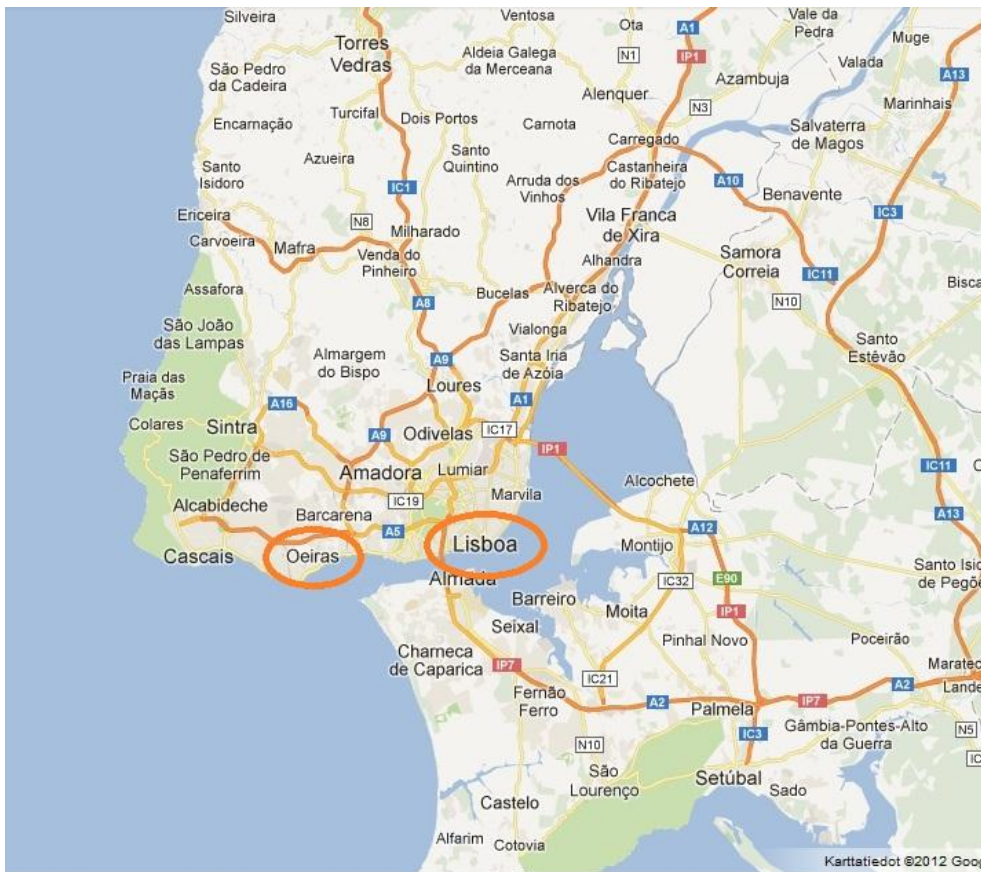 Silveira
Ventosa
Ota
A1
Vale da
Pedra
Muge
Torres
Vedras
Aldeia Galega
da Merceana
N1
IP1
Valada
São Pedro
da Cadeira
Alenquer
Azambuja
A13
Turcifal
Dois Portos
N3
Marinhais
Encarnação
Carnota
Carregado
Salvaterra
de Magos
Azueira
Santo
Quintino
Castanheira
do Ribatejo
Santo
Isidoro
IC1
Arruda dos
Vinhos
A10
Benavente
Ericeira
N8
Milharado
Vila Franca
de Xira
IC3
Carvoeira
Mafra
Venda do
Pinheiro
Alhandra
Samora
Correia
IC11
Assafora
A8
Bucelas
Alverca do
Ribatejo
N10
Bisca
São João
das Lampas
Vialonga
Santo
Estêvão
Almargem
do Bispo
A9
Santa Iria
de Azóia
Praia das
Maçãs
Loures
A16
A1
Colares
Sintra
A9
Odivelas
IC17
IP1
São Pedro de
Penaferrim
Amadora
Lumiar
IC11
Alcochete
Alcabideche
IC19
Marvila
Barcarena
A5
A12
A13
Cascais
Oeiras
Lisboa
Montijo
Santo Isido
de Pegõe
Almada
IC32
E90
Barreiro
Moita
IP1
Seixal
Pinhal Novo
Poceirão
Charneca
de Caparica
IP7
IC21
Maratec
Lande
Fernão
Ferro
A2
Palmela
IP7
A2
N10
IC3
Gâmbia-Pontes-Alto
da Guerra
N5
IC
São
Lourenço
Setúbal
Sado
Castelo
Alfarim
Cotovia
Karttatiedot ©2012 Goog